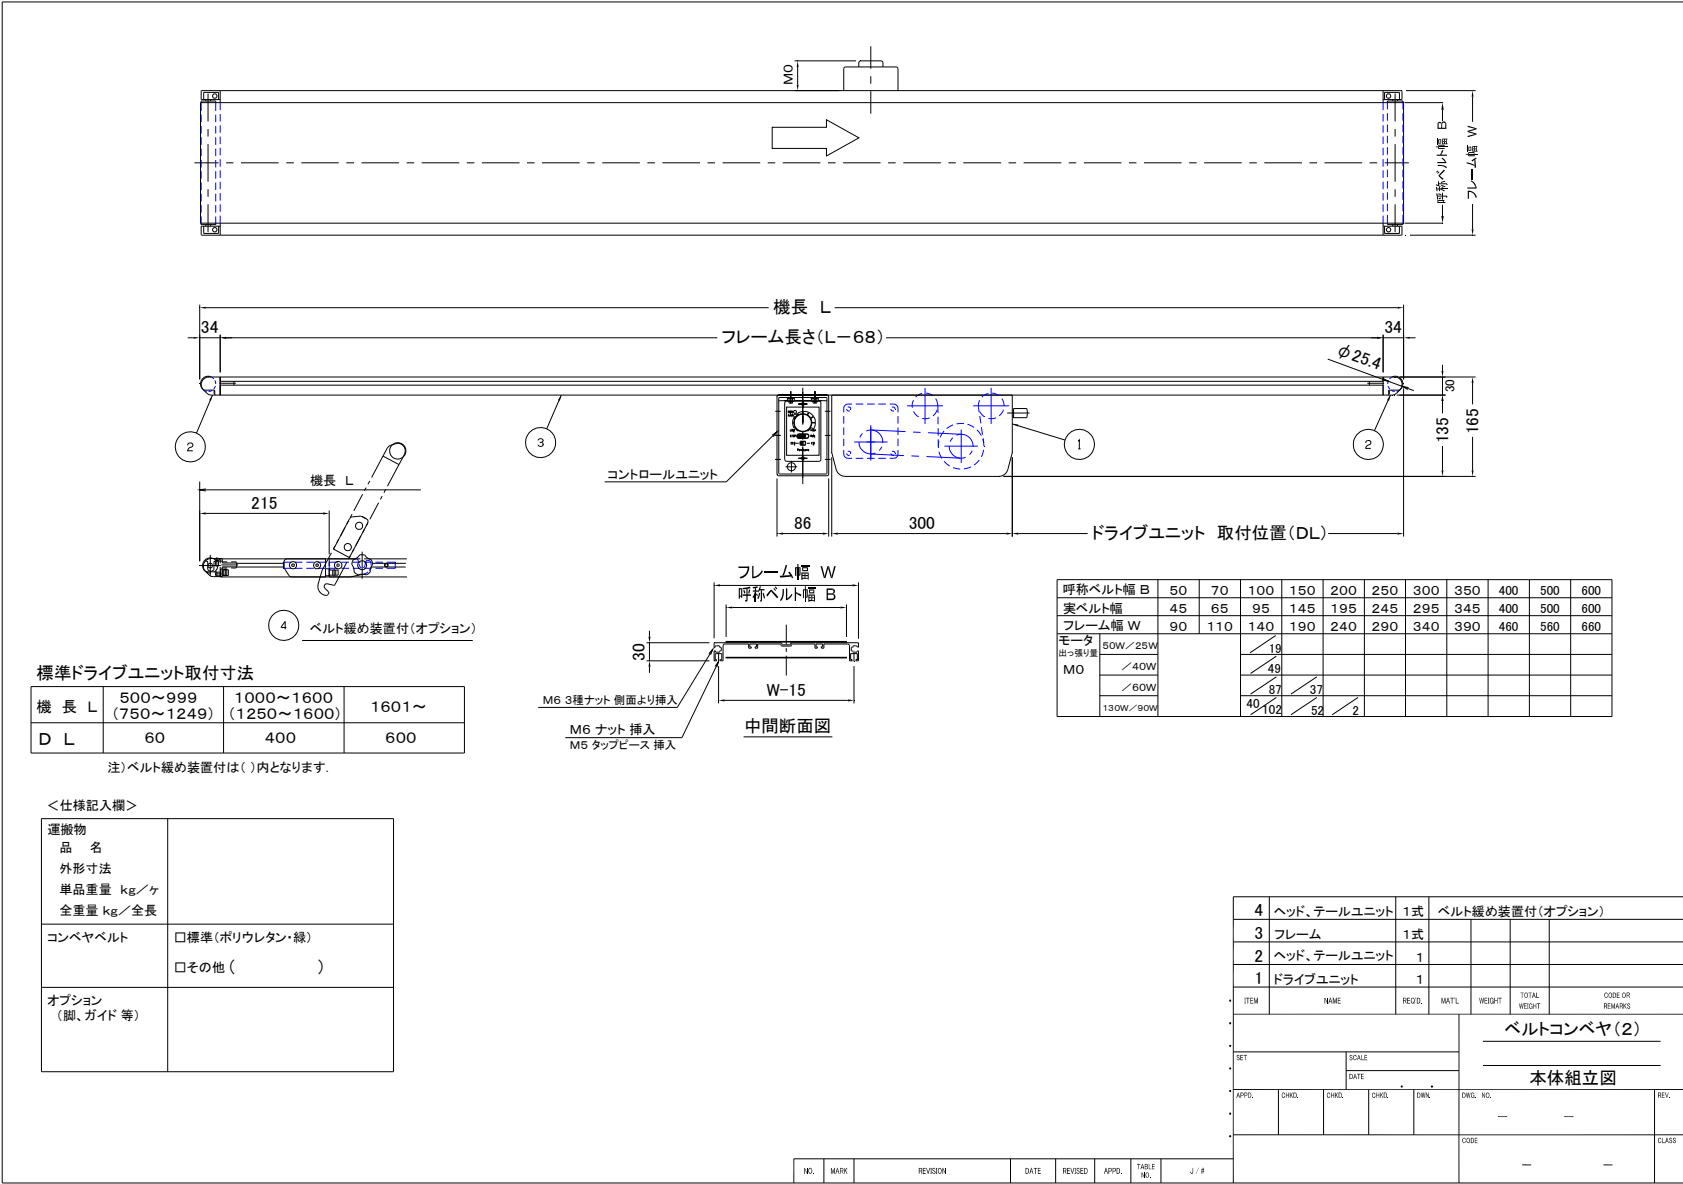 MO
呼称ベルト幅 B
フレーム幅 W
機長 L
34
フレーム長さ(L−68)
34
φ25.4
30
135
165
2
3
1
2
コントロールユニット
86
300
ドライブユニット 取付位置(DL)
機長 L
215
4
ベルト緩め装置付(オプション)
フレーム幅 W
呼称ベルト幅 B
30
W-15
M6 3種ナット 側面より挿入
M6 ナット 挿入
M5 タップピース 挿入
中間断面図
呼称ベルト幅 B 50 70 100 150 200 250 300 350 400 500 600
実ベルト幅 45 65 95 145 195 245 295 345 400 500 600
フレーム幅 W 90 110 140 190 240 290 340 390 460 560 660
モータ
出っ張り量
MO
50W/25W /19
/40W /49
/60W /87 /37
130W/90W 40/102 /52 /2
標準ドライブユニット取付寸法
機 長 L 500~999 1000~1600 1601~
(750~1249) (1250~1600)
D L 60 400 600
注)ベルト緩め装置付は( )内となります.
<仕様記入欄>
運搬物
品 名
外形寸法
単品重量 kg/ヶ
全重量 kg/全長
コンベヤベルト □標準(ポリウレタン・緑)
□その他 ( )
オプション
(脚、ガイド 等)
4 ヘッド、テールユニット 1式 ベルト緩め装置付(オプション)
3 フレーム 1式
2 ヘッド、テールユニット 1
1 ドライブユニット 1
ITEM NAME REQ'D. MAT'L WEIGHT TOTAL WEIGHT CODE OR REMARKS
ベルトコンベヤ(2)
本体組立図
SET SCALE
DATE . .
APPD. CHKD. CHKD. CHKD. DWN. DWG. NO. REV.
— —
CODE CLASS
— —
NO. MARK REVISION DATE REVISED APPD. TABLE NO. J / #